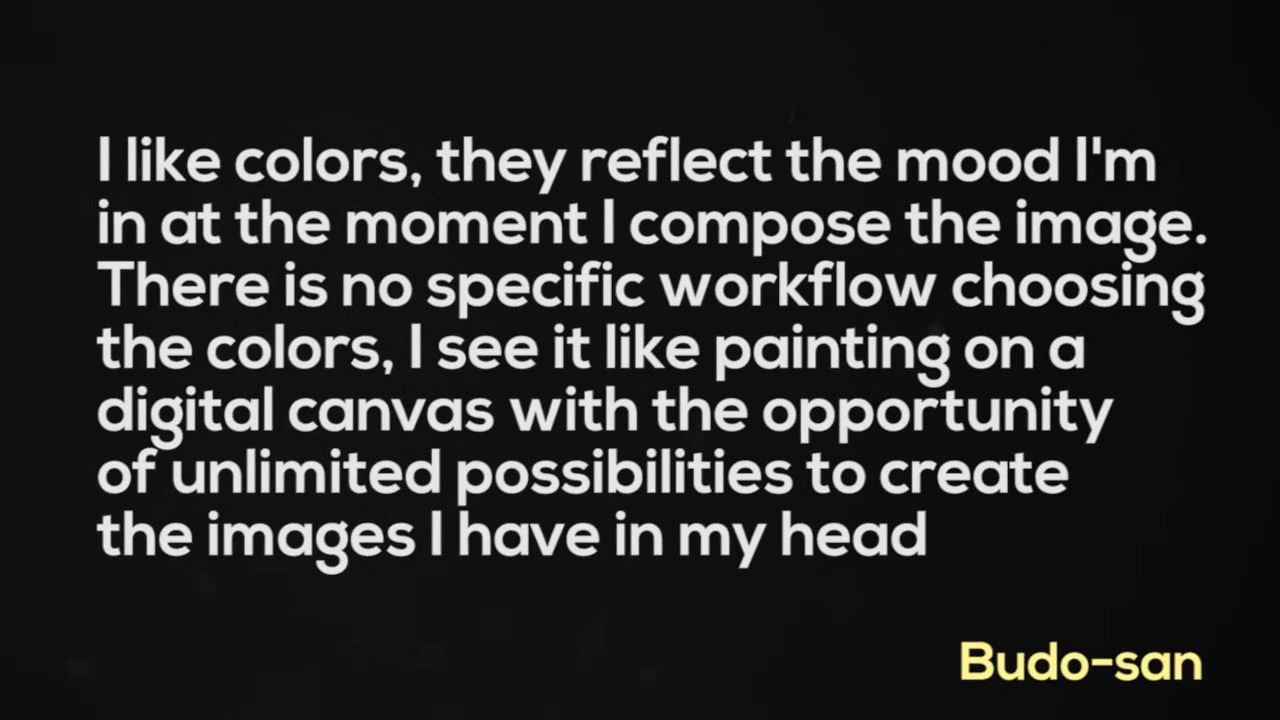 I like colors, they reflect the mood I'm
in at the moment I compose the image.
There is no specific workflow choosing
the colors, I see it like painting on a
digital canvas with the opportunity
of unlimited possibilities to create
the images I have in my head
Budo-san